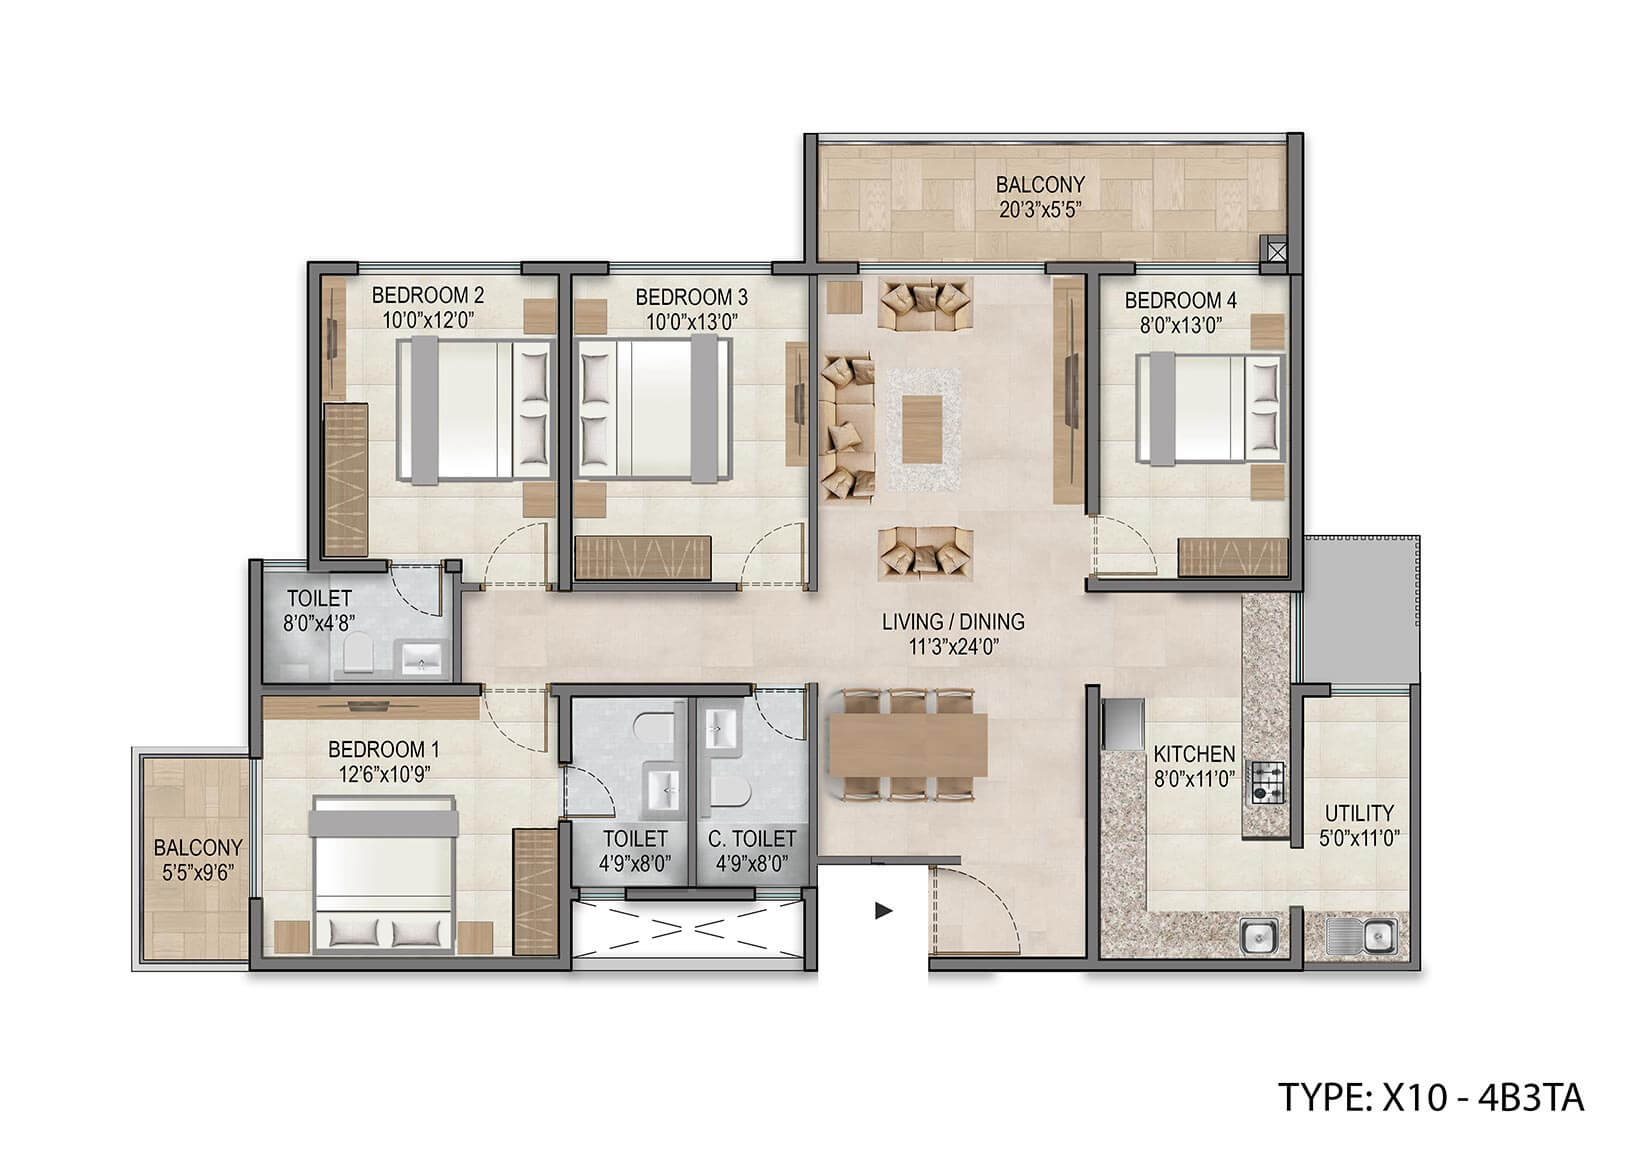 BALCONY
20’3”x5’5”
BEDROOM 2
10’0”x12’0”
BEDROOM 3
10’0”x13’0”
BEDROOM 4
8’0”x13’0”
TOILET
8’0”x4’8”
LIVING / DINING
11’3”x24’0”
BEDROOM 1
12’6”x10’9”
KITCHEN
8’0”x11’0”
UTILITY
5’0”x11’0”
BALCONY
5’5”x9’6”
TOILET
4’9”x8’0”
C. TOILET
4’9”x8’0”
TYPE: X10 - 4B3TA